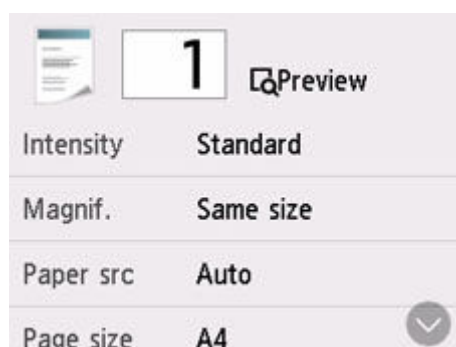 1 Preview
Intensity Standard
Magnif. Same size
Paper src Auto
Page size A4